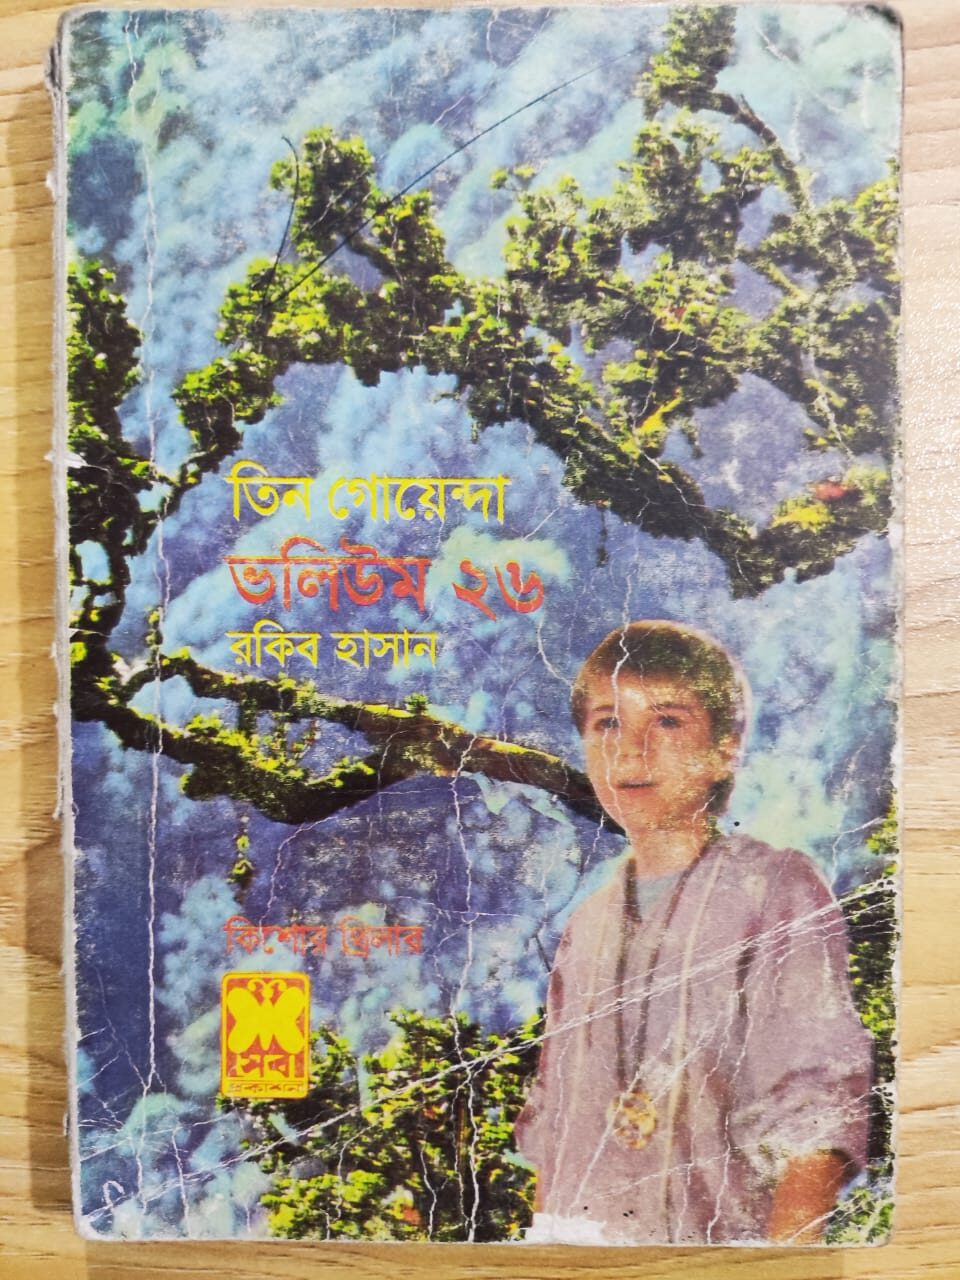 তিন গোয়েন্দা
ভলিউম ২৬
রকিব হাসান
কিশোর থ্রিলার
সেবা
প্রকাশনী